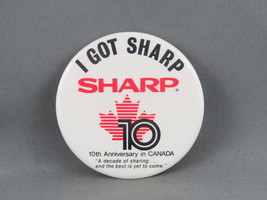 I GOT SHARP
SHARP®
10
10th Anniversary in CANADA
"A decade of sharing...
and the best is yet to come."